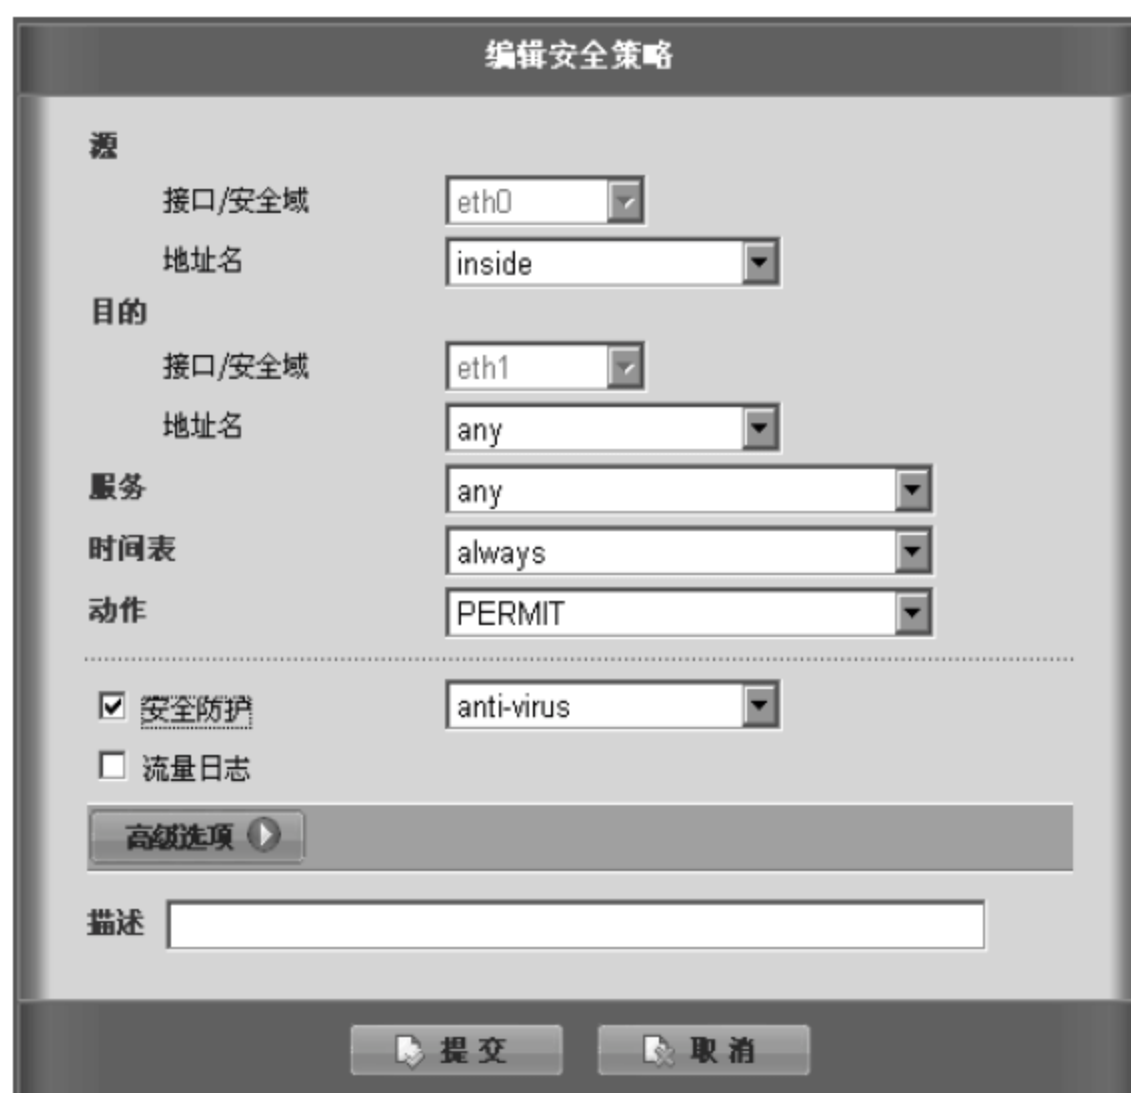 编辑安全策略
源
接口/安全域 eth0
地址名 inside
目的
接口/安全域 eth1
地址名 any
服务 any
时间表 always
动作 PERMIT
安全防护 anti-virus
流量日志
高级选项
描述
提交 取消